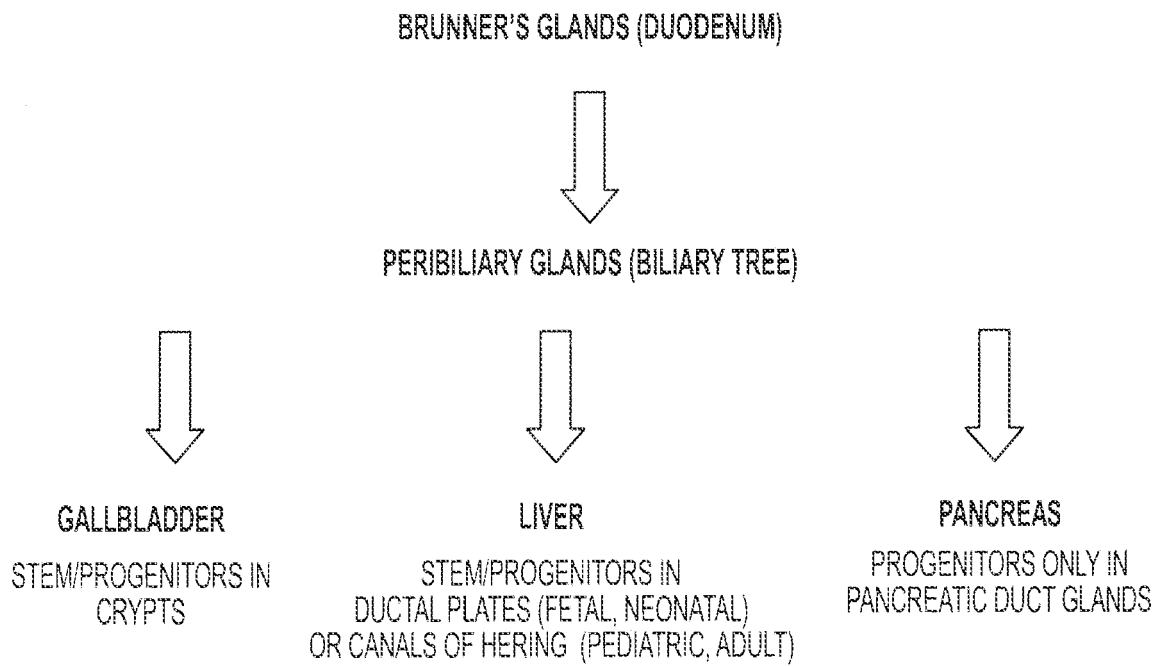 BRUNNER'S GLANDS (DUODENUM)
PERIBILIARY GLANDS (BILIARY TREE)
GALLBLADDER
STEM/PROGENITORS IN
CRYPTS
LIVER
STEM/PROGENITORS IN
DUCTAL PLATES (FETAL, NEONATAL)
OR CANALS OF HERING (PEDIATRIC, ADULT)
PANCREAS
PROGENITORS ONLY IN
PANCREATIC DUCT GLANDS